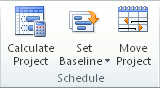 Calculate Project
Set Baseline
Move Project
Schedule